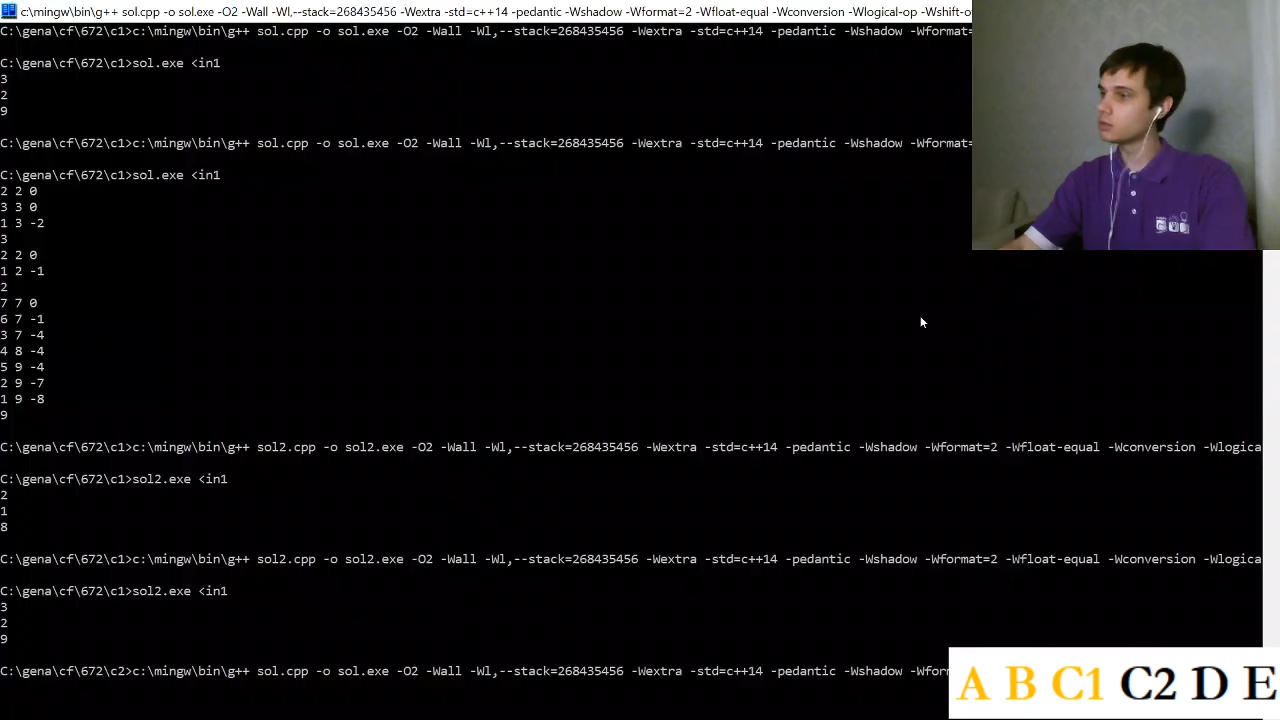 c:\mingw\bin\g++ sol.cpp -o sol.exe -O2 -Wall -Wl,--stack=268435456 -Wextra -std=c++14 -pedantic -Wshadow -Wformat=2 -Wfloat-equal -Wconversion -Wlogical-op -Wshift-o
C:\gena\cf\672\c1>c:\mingw\bin\g++ sol.cpp -o sol.exe -O2 -Wall -Wl,--stack=268435456 -Wextra -std=c++14 -pedantic -Wshadow -Wformat=
C:\gena\cf\672\c1>sol.exe <in1
3
2
9
C:\gena\cf\672\c1>c:\mingw\bin\g++ sol.cpp -o sol.exe -O2 -Wall -Wl,--stack=268435456 -Wextra -std=c++14 -pedantic -Wshadow -Wformat=
C:\gena\cf\672\c1>sol.exe <in1
2 2 0
3 3 0
1 3 -2
3
2 2 0
1 2 -1
2
7 7 0
6 7 -1
3 7 -4
4 8 -4
5 9 -4
2 9 -7
1 9 -8
9
C:\gena\cf\672\c1>c:\mingw\bin\g++ sol2.cpp -o sol2.exe -O2 -Wall -Wl,--stack=268435456 -Wextra -std=c++14 -pedantic -Wshadow -Wformat=2 -Wfloat-equal -Wconversion -Wlogica
C:\gena\cf\672\c1>sol2.exe <in1
2
1
8
C:\gena\cf\672\c1>c:\mingw\bin\g++ sol2.cpp -o sol2.exe -O2 -Wall -Wl,--stack=268435456 -Wextra -std=c++14 -pedantic -Wshadow -Wformat=2 -Wfloat-equal -Wconversion -Wlogica
C:\gena\cf\672\c1>sol2.exe <in1
3
2
9
C:\gena\cf\672\c2>c:\mingw\bin\g++ sol.cpp -o sol.exe -O2 -Wall -Wl,--stack=268435456 -Wextra -std=c++14 -pedantic -Wshadow -Wfor
A B C1 C2 D E